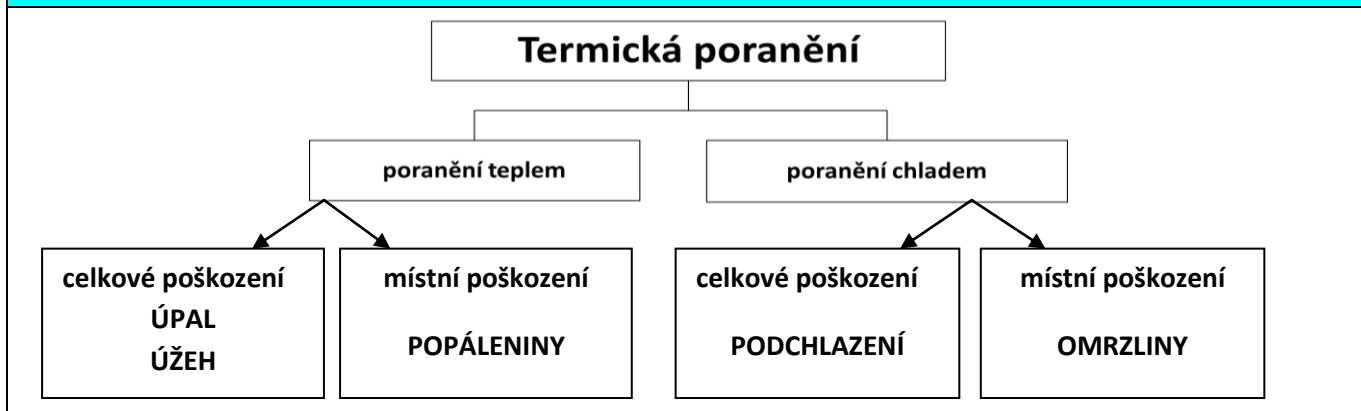 Termická poranění
poranění teplem
poranění chladem
celkové poškození
ÚPAL
ÚŽEH
místní poškození
POPÁLENINY
celkové poškození
PODCHLAZENÍ
místní poškození
OMRZLINY